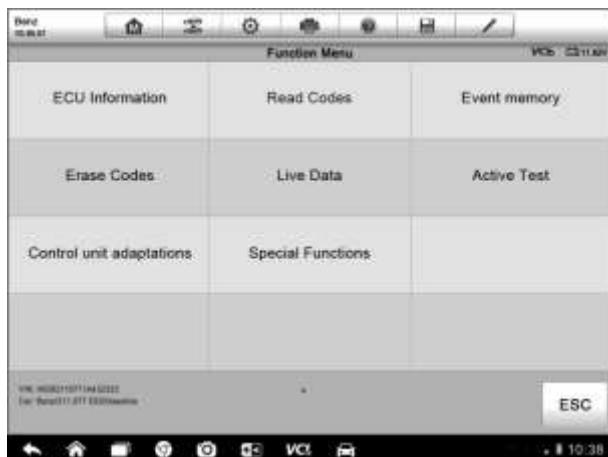 Benz
Function Menu
ECU Information Read Codes Event memory
Erase Codes Live Data Active Test
Control unit adaptations Special Functions
ESC
VCI
10:38